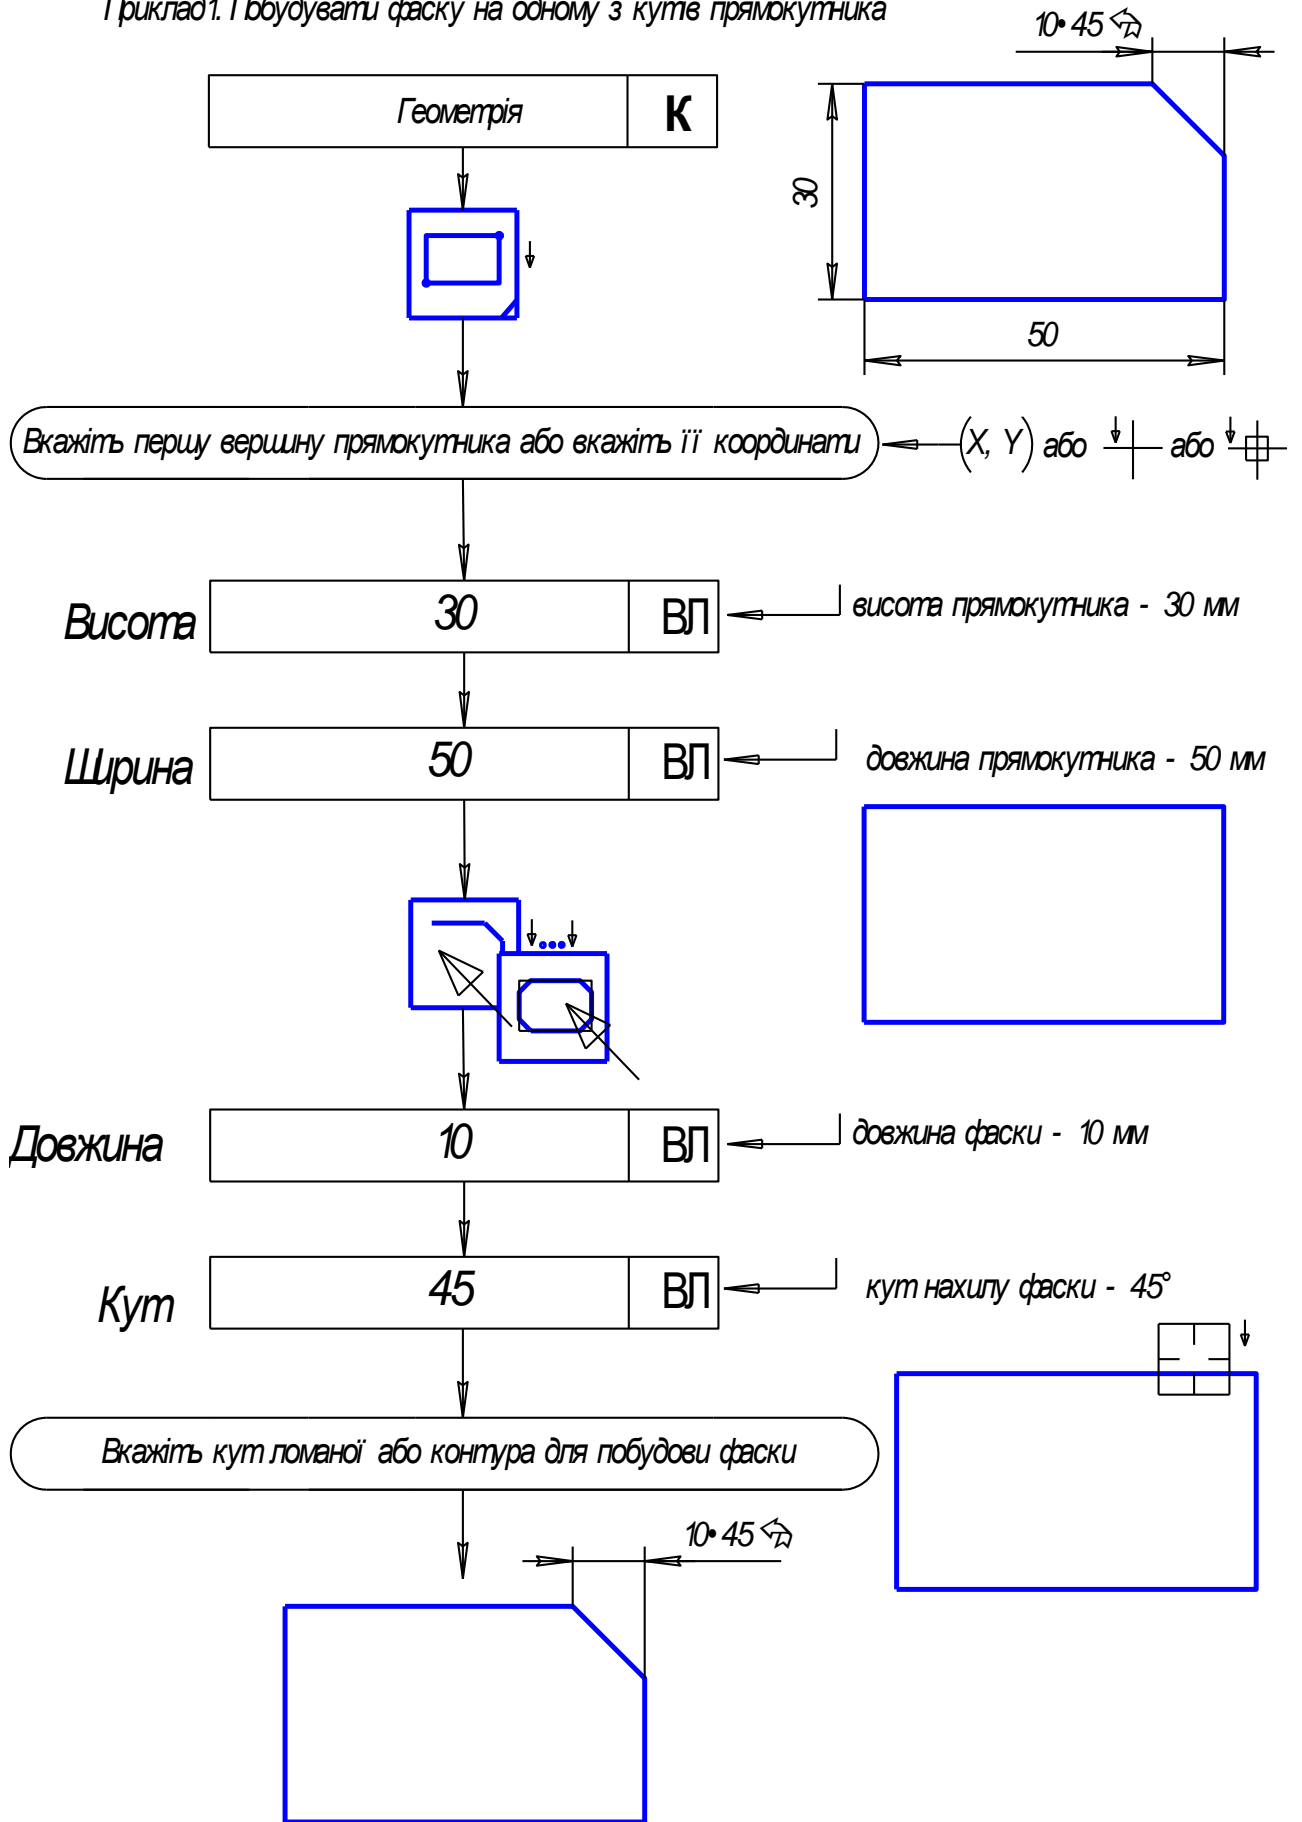 Приклад1. Побудувати фаску на одному з кутів прямокутника
10•45
Геометрія К
30
50
Вкажіть першу вершину прямокутника або вкажіть її координати
(X, Y) або або
Висота 30 ВЛ висота прямокутника - 30 мм
Ширина 50 ВЛ довжина прямокутника - 50 мм
Довжина 10 ВЛ довжина фаски - 10 мм
Кут 45 ВЛ кут нахилу фаски - 45°
Вкажіть кут ломаної або контура для побудови фаски
10•45